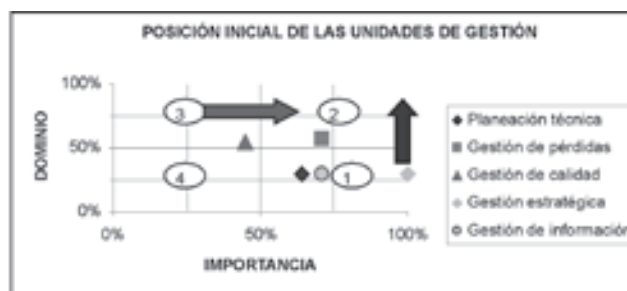 POSICIÓN INICIAL DE LAS UNIDADES DE GESTIÓN
100%
50%
0%
DOMINIO
3
2
4
1
0%
50%
100%
IMPORTANCIA
Planeación técnica
Gestión de pérdidas
Gestión de calidad
Gestión estratégica
Gestión de información